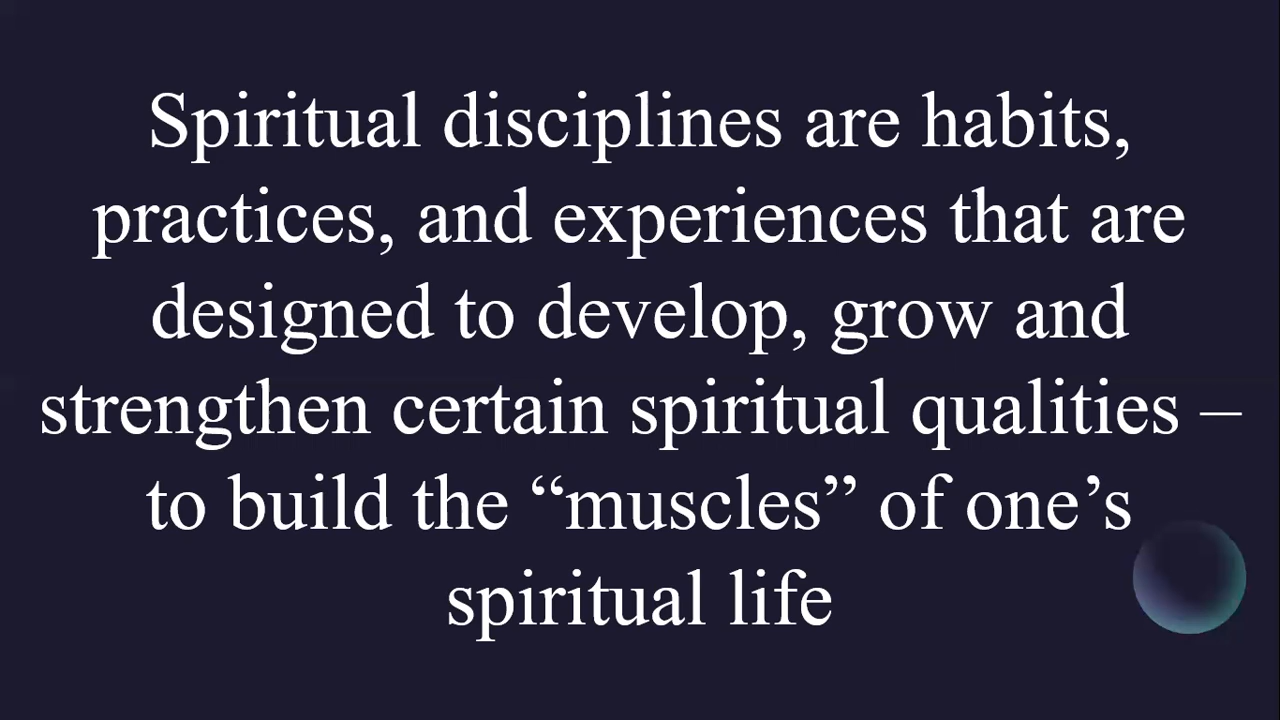 Spiritual disciplines are habits,
practices, and experiences that are
designed to develop, grow and
strengthen certain spiritual qualities –
to build the “muscles” of one’s
spiritual life